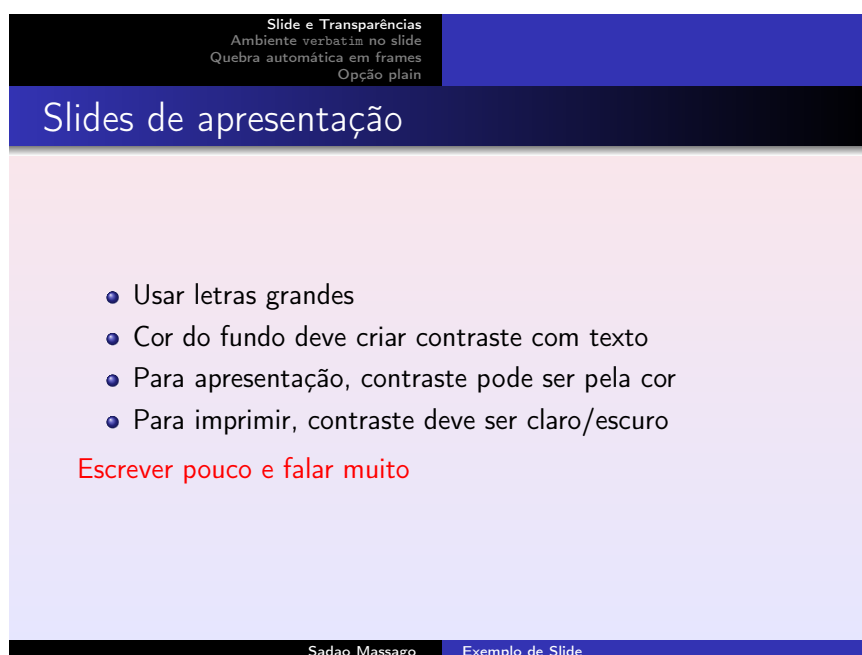 Slide e Transparências
Ambiente verbatim no slide
Quebra automática em frames
Opção plain
Slides de apresentação
Usar letras grandes
Cor do fundo deve criar contraste com texto
Para apresentação, contraste pode ser pela cor
Para imprimir, contraste deve ser claro/escuro
Escrever pouco e falar muito
Sadao Massago
Exemplo de Slide